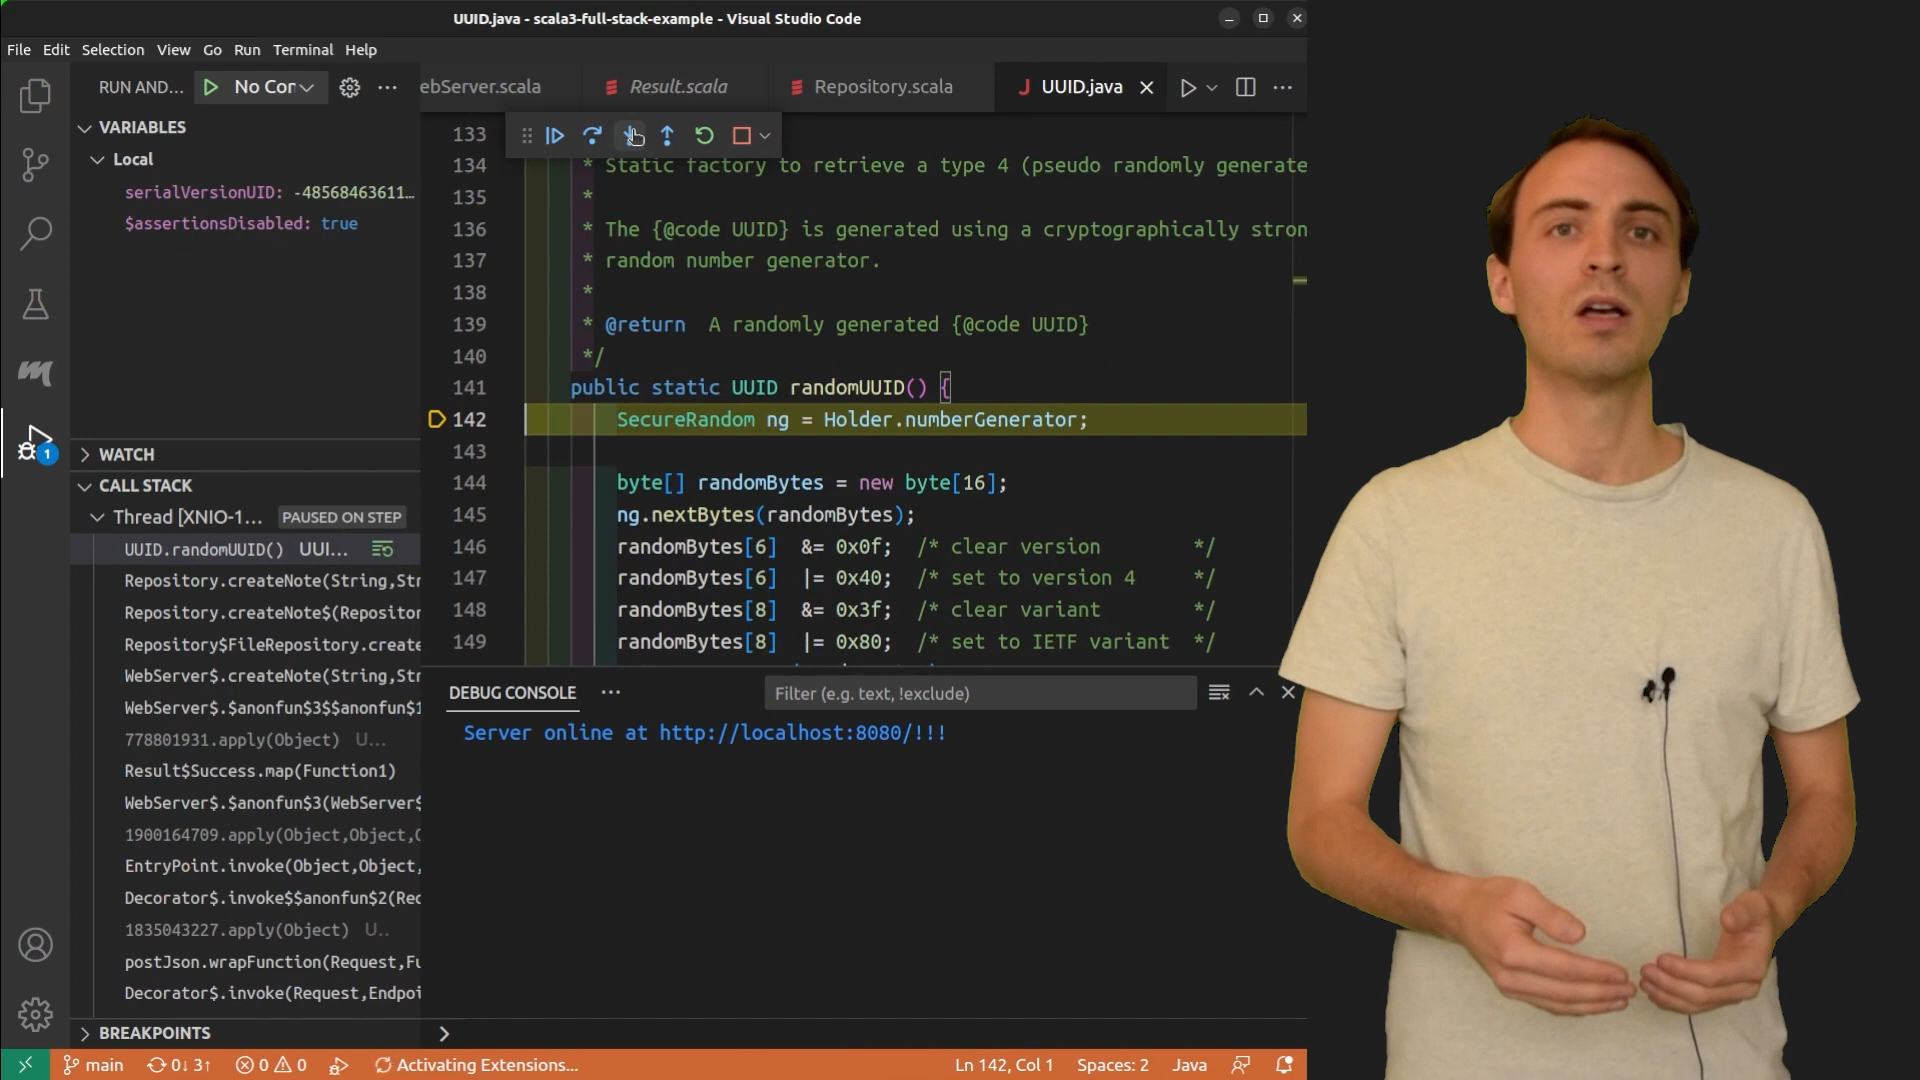 UUID.java - scala3-full-stack-example - Visual Studio Code
File Edit Selection View Go Run Terminal Help
RUN AND... No Cor
ebServer.scala Result.scala Repository.scala J UUID.java
VARIABLES
Local
serialVersionUID: -48568463611...
$assertionsDisabled: true
133
134 * Static factory to retrieve a type 4 (pseudo randomly generate
135 *
136 * The {@code UUID} is generated using a cryptographically stron
137 * random number generator.
138 *
139 * @return A randomly generated {@code UUID}
140 */
141 public static UUID randomUUID() {
142 SecureRandom ng = Holder.numberGenerator;
143
144 byte[] randomBytes = new byte[16];
145 ng.nextBytes(randomBytes);
146 randomBytes[6] &= 0x0f; /* clear version */
147 randomBytes[6] |= 0x40; /* set to version 4 */
148 randomBytes[8] &= 0x3f; /* clear variant */
149 randomBytes[8] |= 0x80; /* set to IETF variant */
1
WATCH
CALL STACK
Thread [XNIO-1... PAUSED ON STEP
UUID.randomUUID() UUI...
Repository.createNote(String,Str
Repository.createNote$(Repositor
Repository$FileRepository.create
WebServer$.createNote(String,Str
WebServer$.$anonfun$3$$anonfun$1
778801931.apply(Object) U...
Result$Success.map(Function1)
WebServer$.$anonfun$3(WebServer$
1900164709.apply(Object,Object,O
EntryPoint.invoke(Object,Object,
Decorator$.invoke$$anonfun$2(Rec
1835043227.apply(Object) U..
postJson.wrapFunction(Request,Fu
Decorator$.invoke(Request,Endpoi
BREAKPOINTS
DEBUG CONSOLE
Filter (e.g. text, !exclude)
Server online at http://localhost:8080/!!!
main 0↓ 3↑ 0 0 Activating Extensions... Ln 142, Col 1 Spaces: 2 Java